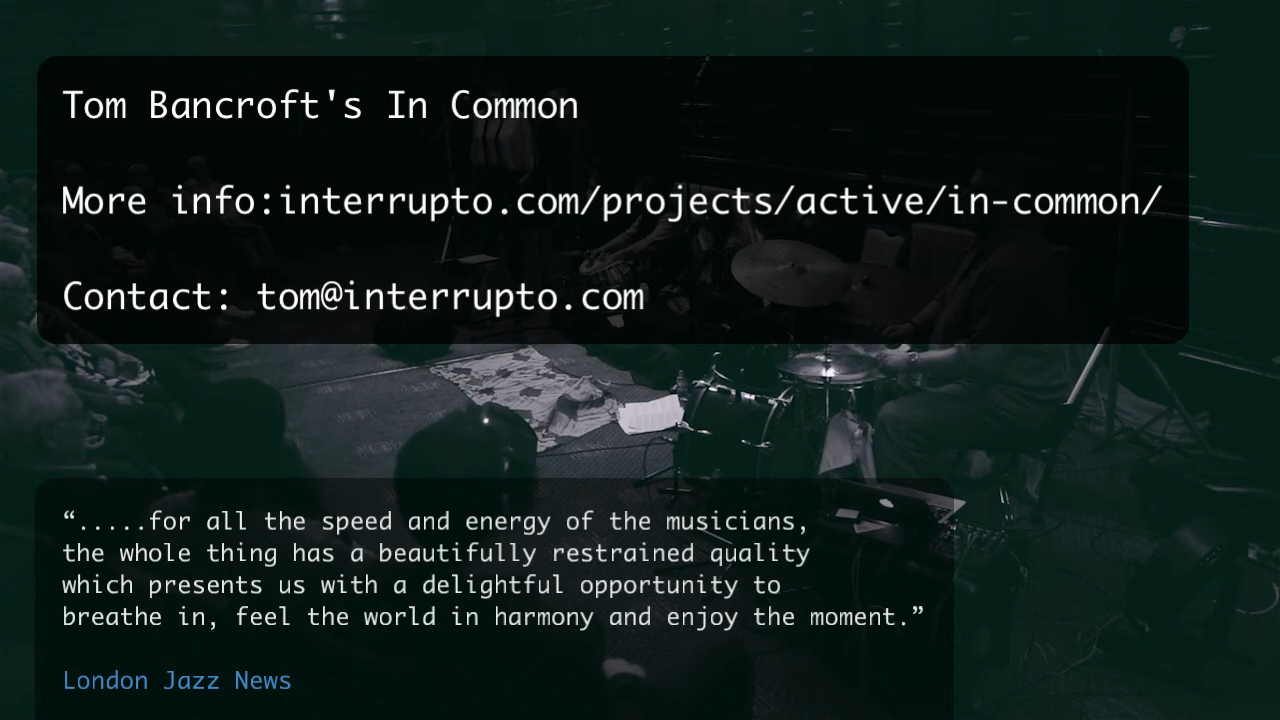 Tom Bancroft's In Common
More info:interrupto.com/projects/active/in-common/
Contact: tom@interrupto.com
“.....for all the speed and energy of the musicians,
the whole thing has a beautifully restrained quality
which presents us with a delightful opportunity to
breathe in, feel the world in harmony and enjoy the moment.”
London Jazz News